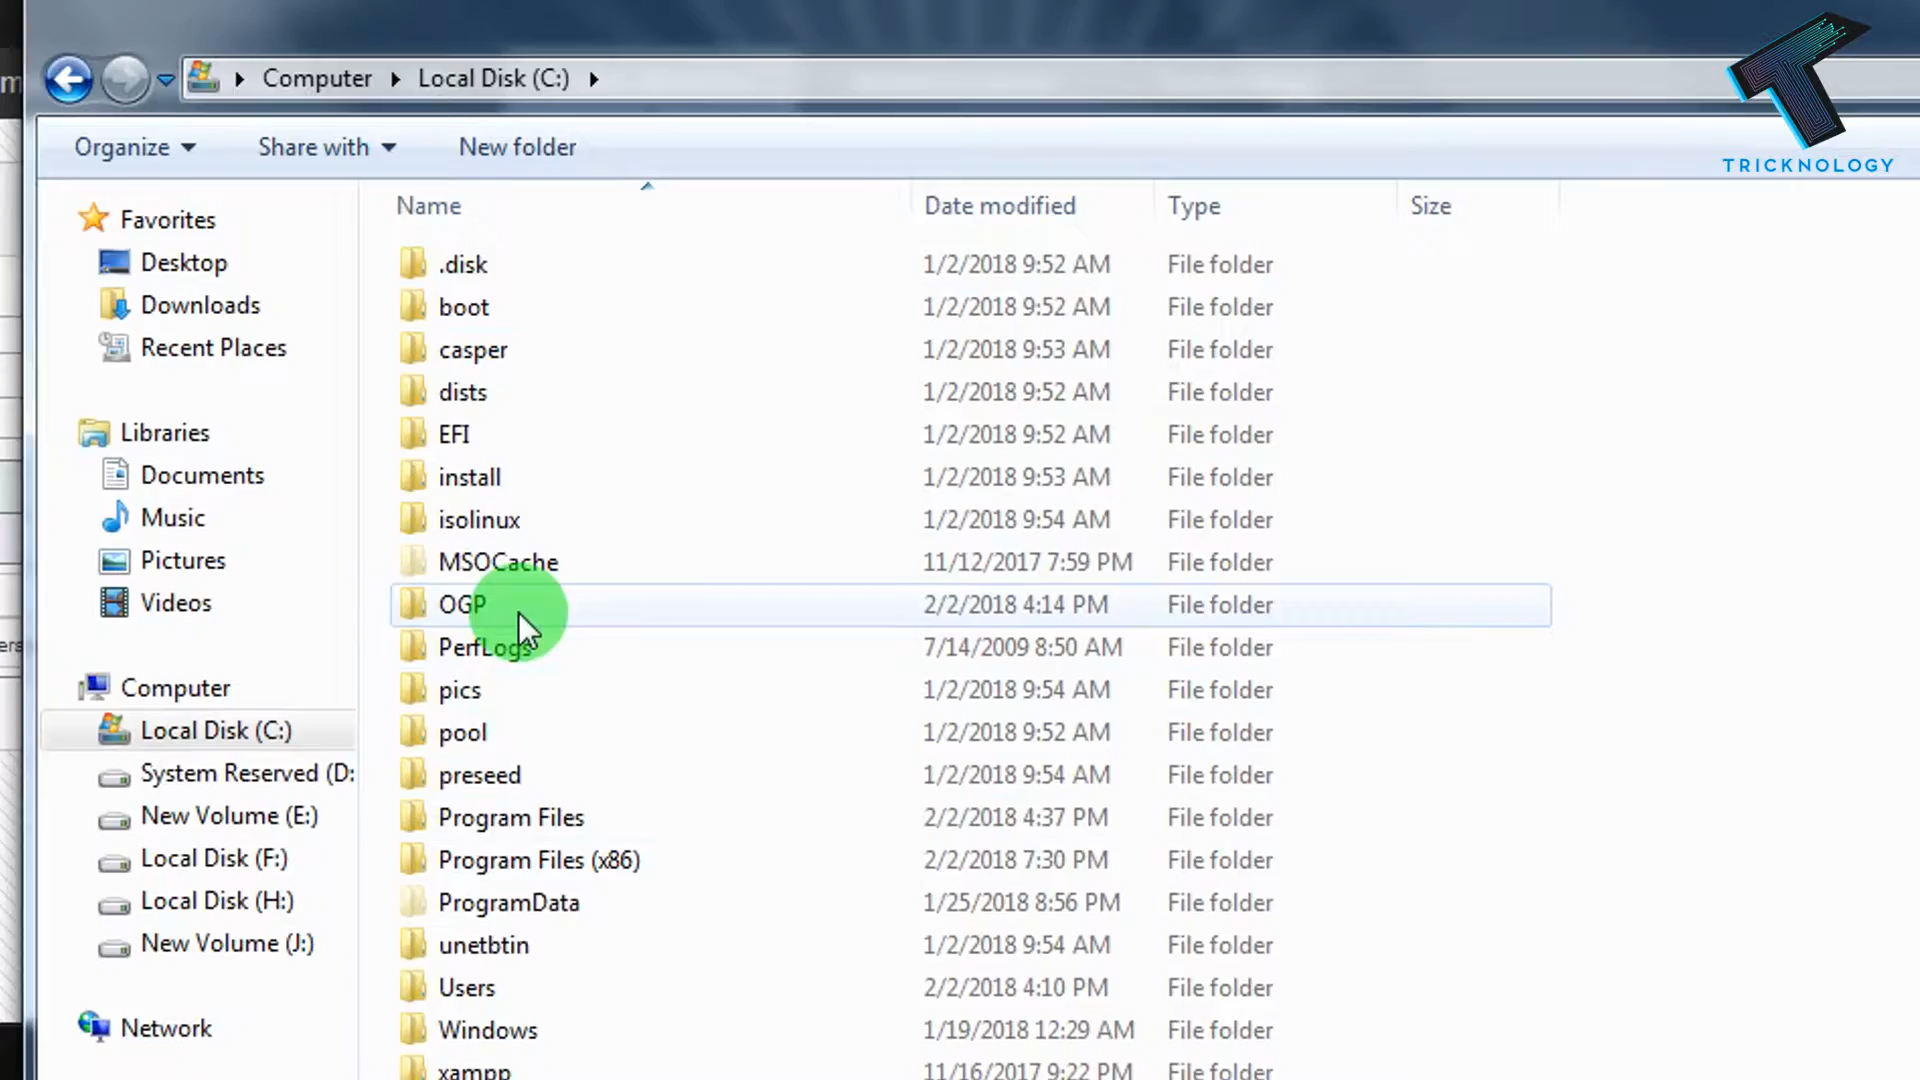 Computer Local Disk (C:)
TRICKNOLOGY
Organize Share with New folder
Name Date modified Type Size
Favorites
Desktop
Downloads
Recent Places
Libraries
Documents
Music
Pictures
Videos
Computer
Local Disk (C:)
System Reserved (D:
New Volume (E:)
Local Disk (F:)
Local Disk (H:)
New Volume (J:)
Network
.disk 1/2/2018 9:52 AM File folder
boot 1/2/2018 9:52 AM File folder
casper 1/2/2018 9:53 AM File folder
dists 1/2/2018 9:52 AM File folder
EFI 1/2/2018 9:52 AM File folder
install 1/2/2018 9:53 AM File folder
isolinux 1/2/2018 9:54 AM File folder
MSOCache 11/12/2017 7:59 PM File folder
OGP 2/2/2018 4:14 PM File folder
PerfLogs 7/14/2009 8:50 AM File folder
pics 1/2/2018 9:54 AM File folder
pool 1/2/2018 9:52 AM File folder
preseed 1/2/2018 9:54 AM File folder
Program Files 2/2/2018 4:37 PM File folder
Program Files (x86) 2/2/2018 7:30 PM File folder
ProgramData 1/25/2018 8:56 PM File folder
unetbtin 1/2/2018 9:54 AM File folder
Users 2/2/2018 4:10 PM File folder
Windows 1/19/2018 12:29 AM File folder
xampp 11/16/2017 9:22 PM File folder